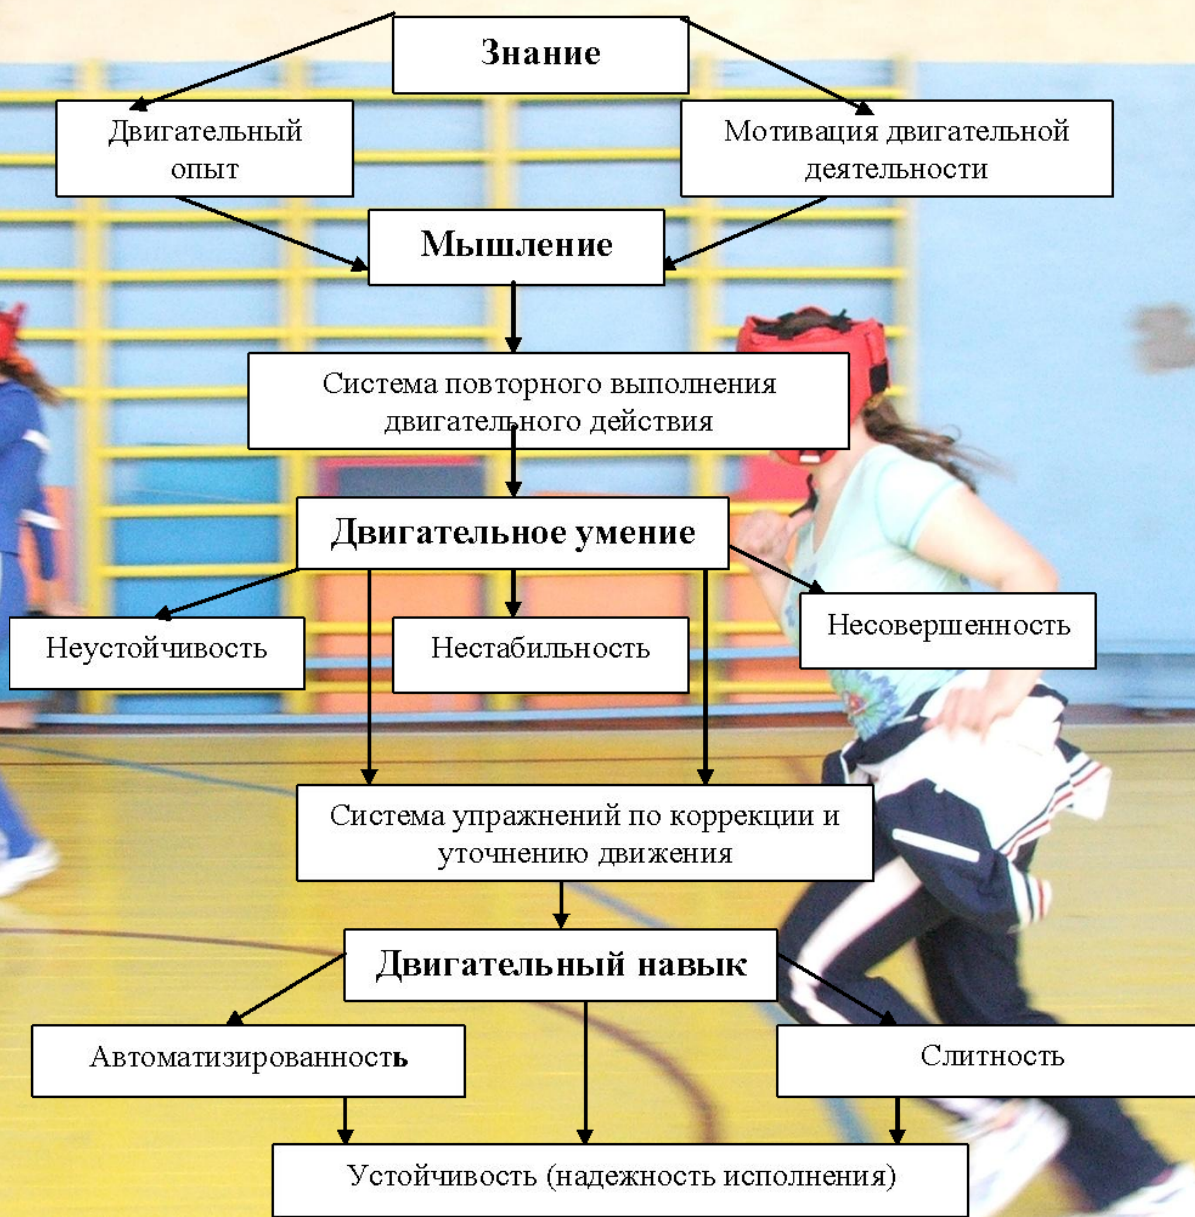 Знание
Двигательный
опыт
Мотивация двигательной
деятельности
Мышление
Система повторного выполнения
двигательного действия
Двигательное умение
Неустойчивость
Нестабильность
Несовершенность
Система упражнений по коррекции и
уточнению движения
Двигательный навык
Автоматизированность
Слитность
Устойчивость (надежность исполнения)